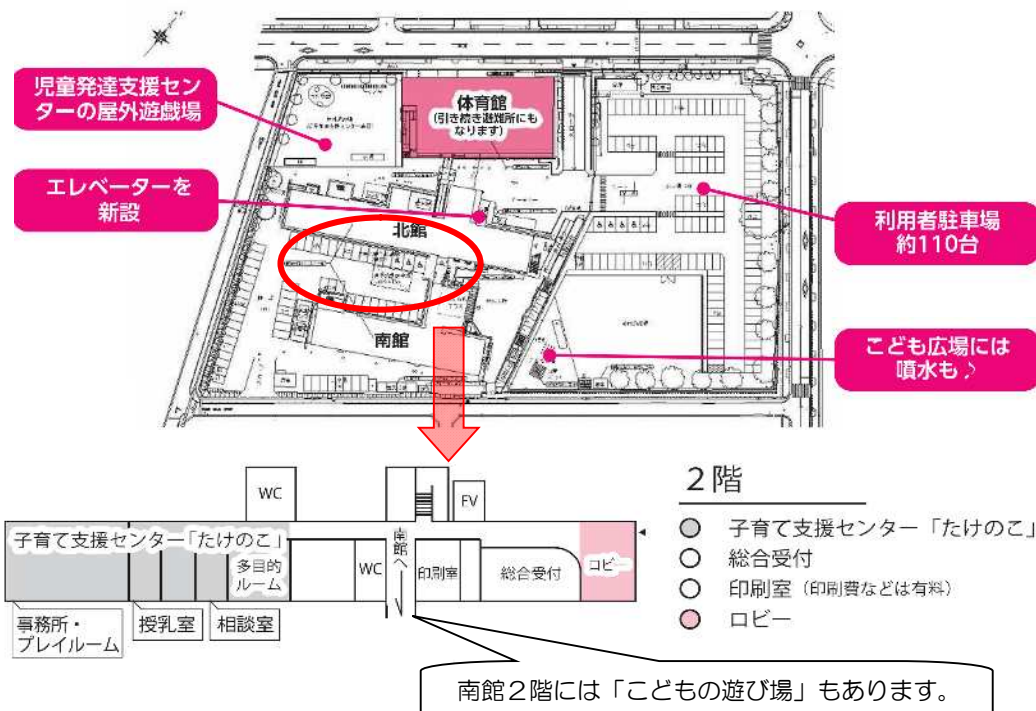 児童発達支援セン
ターの屋外遊戯場
体育館
(引き続き避難所にも
なります)
エレベーターを
新設
北館
利用者駐車場
約110台
南館
こども広場には
噴水も♪
2階
WC
EV
子育て支援センター「たけのこ」
多目的
ルーム
WC
南館へ
印刷室
総合受付
ロビー
事務所・
プレイルーム
授乳室
相談室
子育て支援センター「たけのこ」
総合受付
印刷室(印刷費などは有料)
ロビー
南館2階には「こどもの遊び場」もあります。